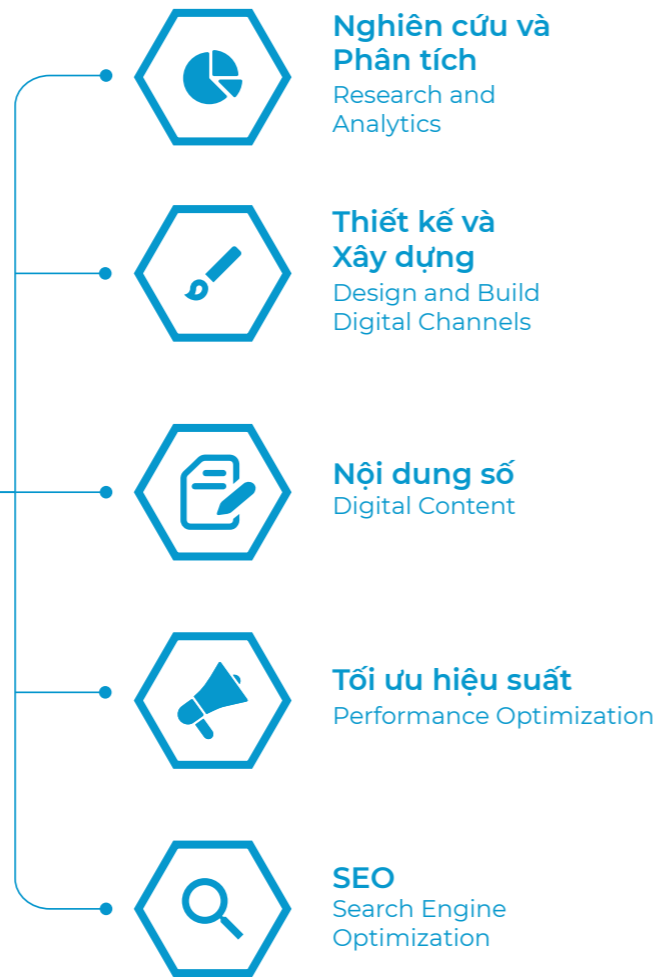 Nghiên cứu và
Phân tích
Research and
Analytics
Thiết kế và
Xây dựng
Design and Build
Digital Channels
Nội dung số
Digital Content
Tối ưu hiệu suất
Performance Optimization
SEO
Search Engine
Optimization